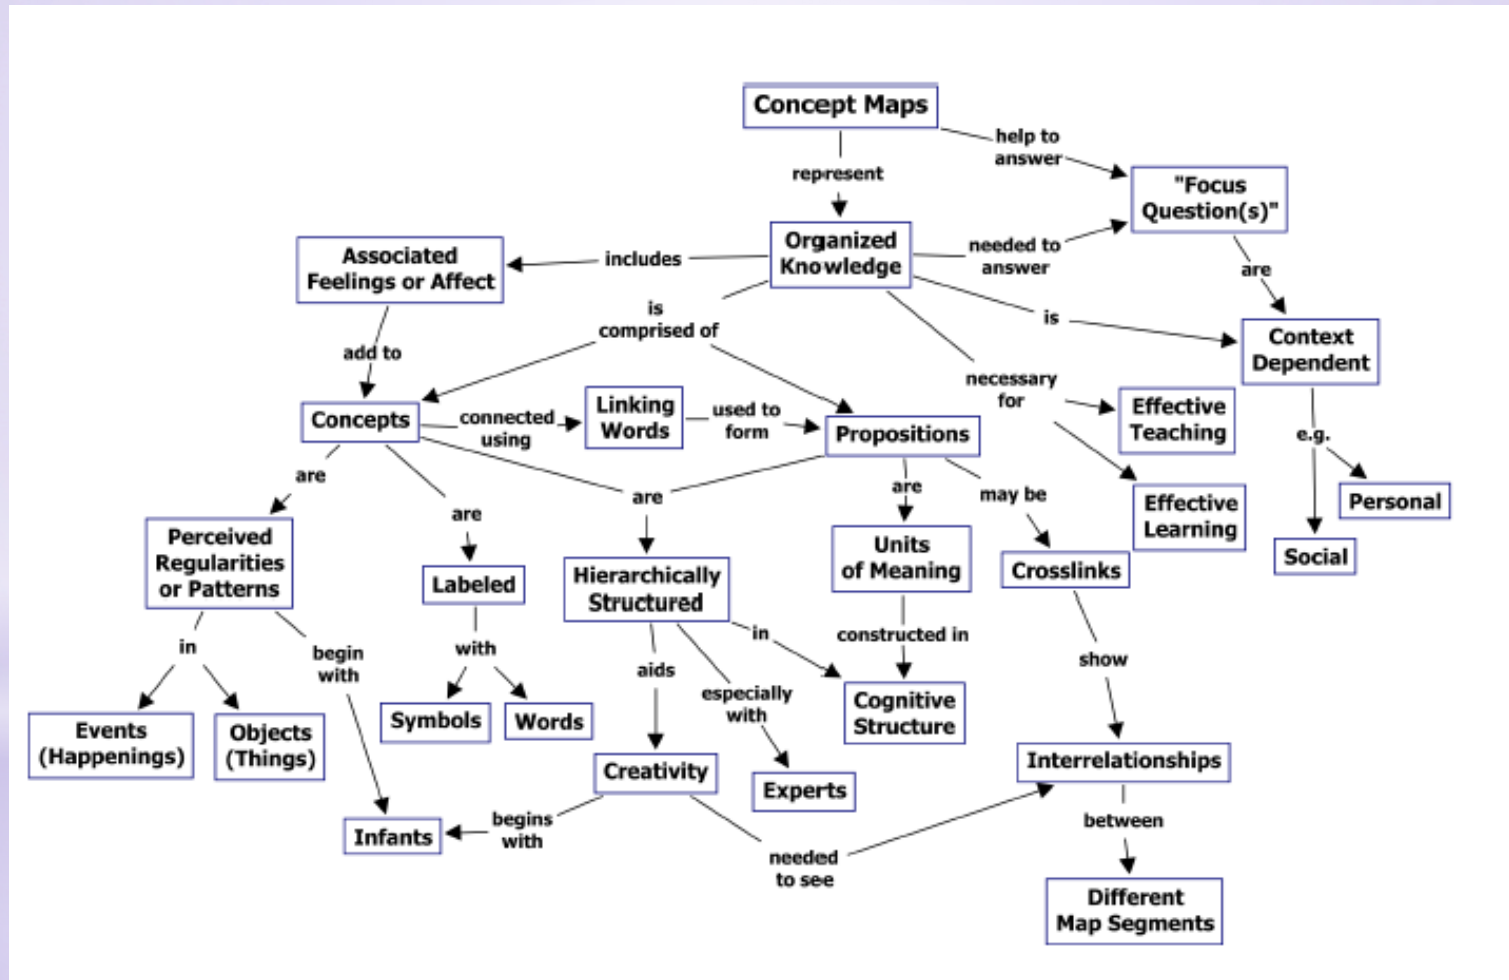 Concept Maps
help to
answer
represent
"Focus
Question(s)"
Organized
Knowledge
needed to
answer
Associated
Feelings or Affect
includes
are
is
comprised of
is
Context
Dependent
add to
necessary
for
Effective
Teaching
Concepts
connected
using
Linking
Words
used to
form
Propositions
e.g.
are
are
are
are
may be
Effective
Learning
Personal
Social
Perceived
Regularities
or Patterns
Labeled
Hierarchically
Structured
Units
of Meaning
Crosslinks
in
begin
with
with
aids
especially
with
in
constructed in
show
Events
(Happenings)
Objects
(Things)
Symbols
Words
Cognitive
Structure
Creativity
Experts
Interrelationships
Infants
begins
with
needed
to see
between
Different
Map Segments